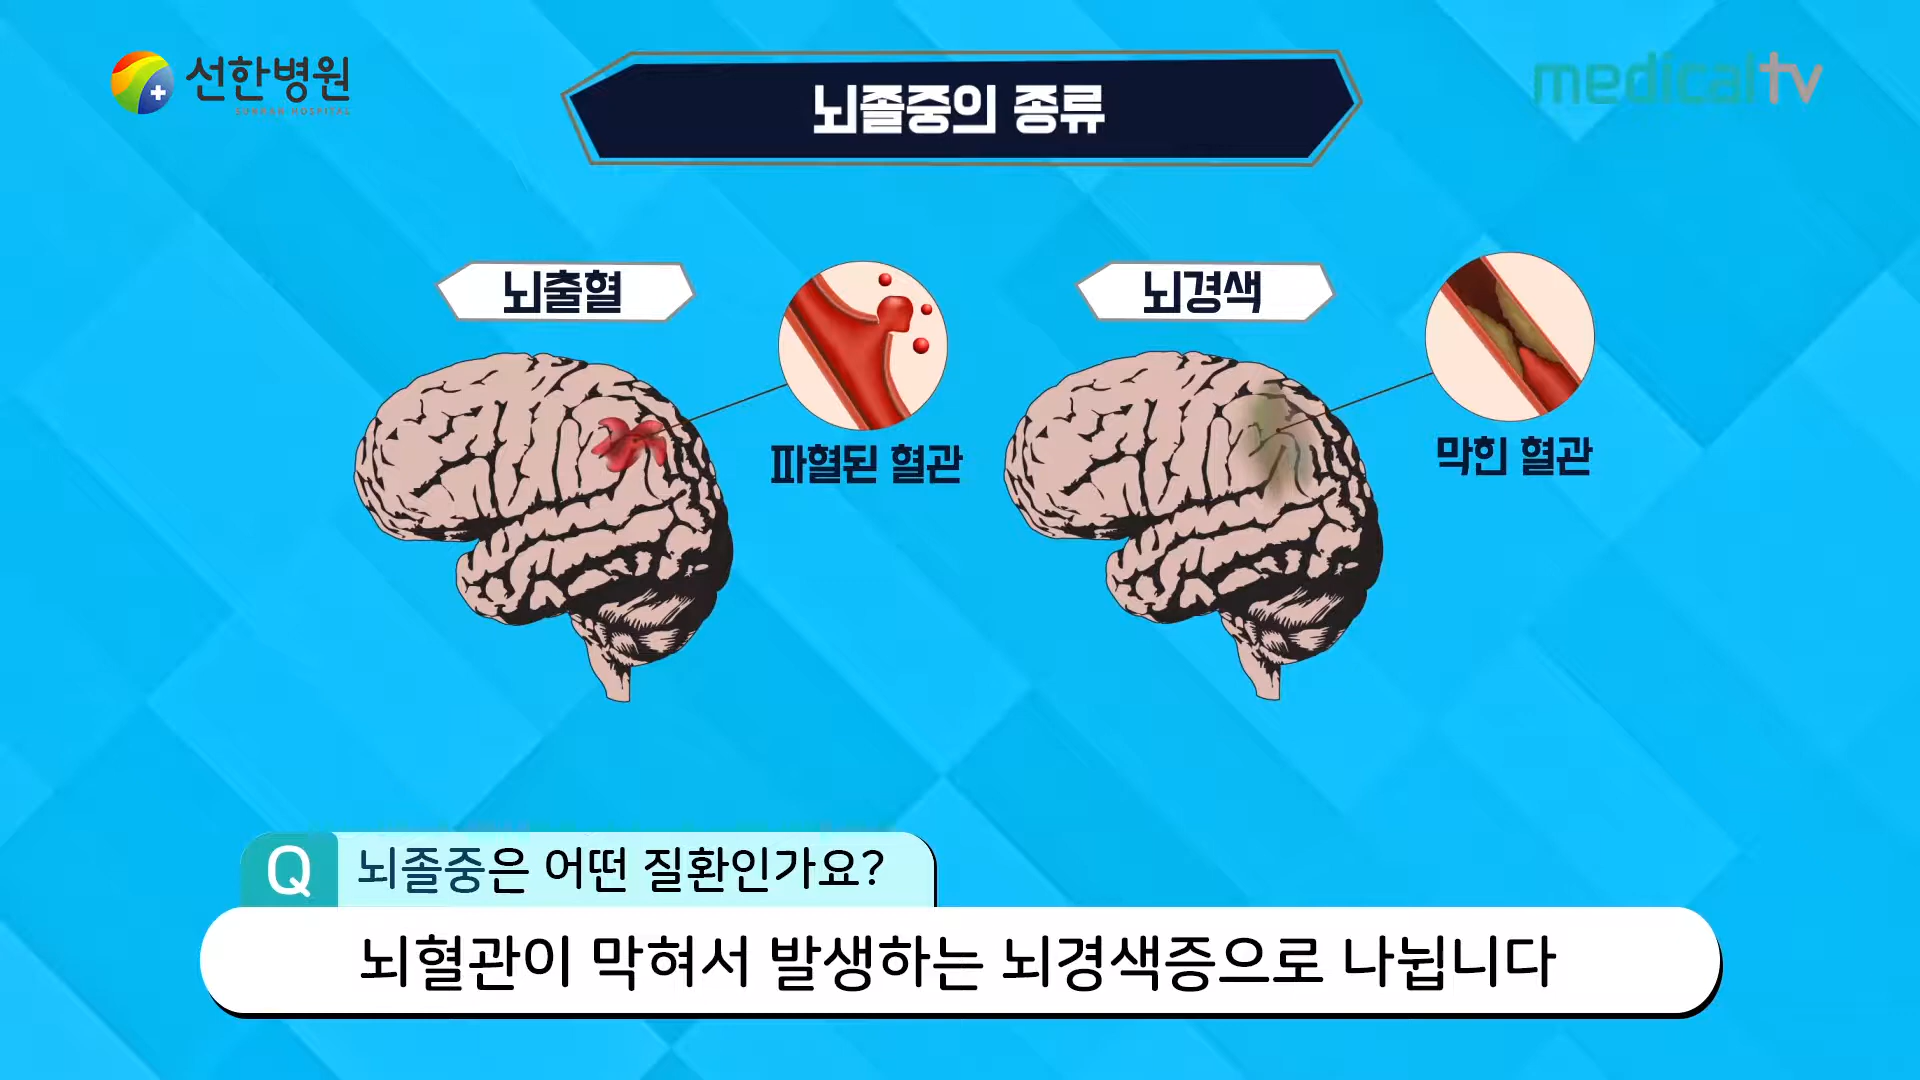 선한병원
SUNHAN HOSPITAL
뇌졸중의 종류
medicaltv
뇌출혈
파혈된 혈관
뇌경색
막힌 혈관
Q 뇌졸중은 어떤 질환인가요?
뇌혈관이 막혀서 발생하는 뇌경색증으로 나뉩니다